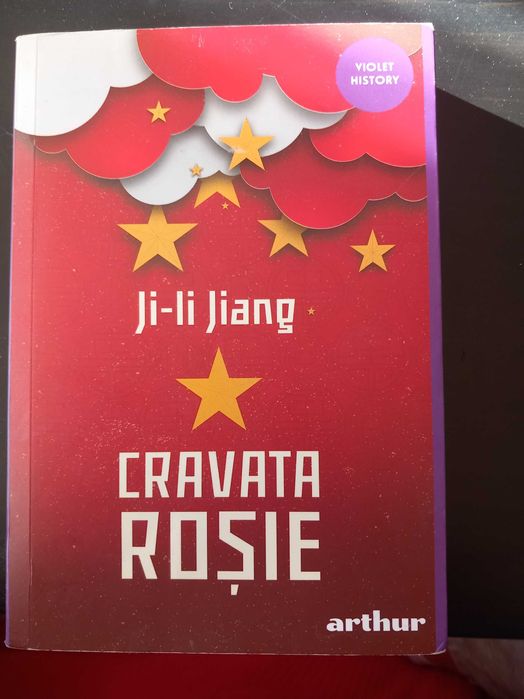 VIOLET
HISTORY
Ji-li Jiang
CRAVATA
ROȘIE
arthur